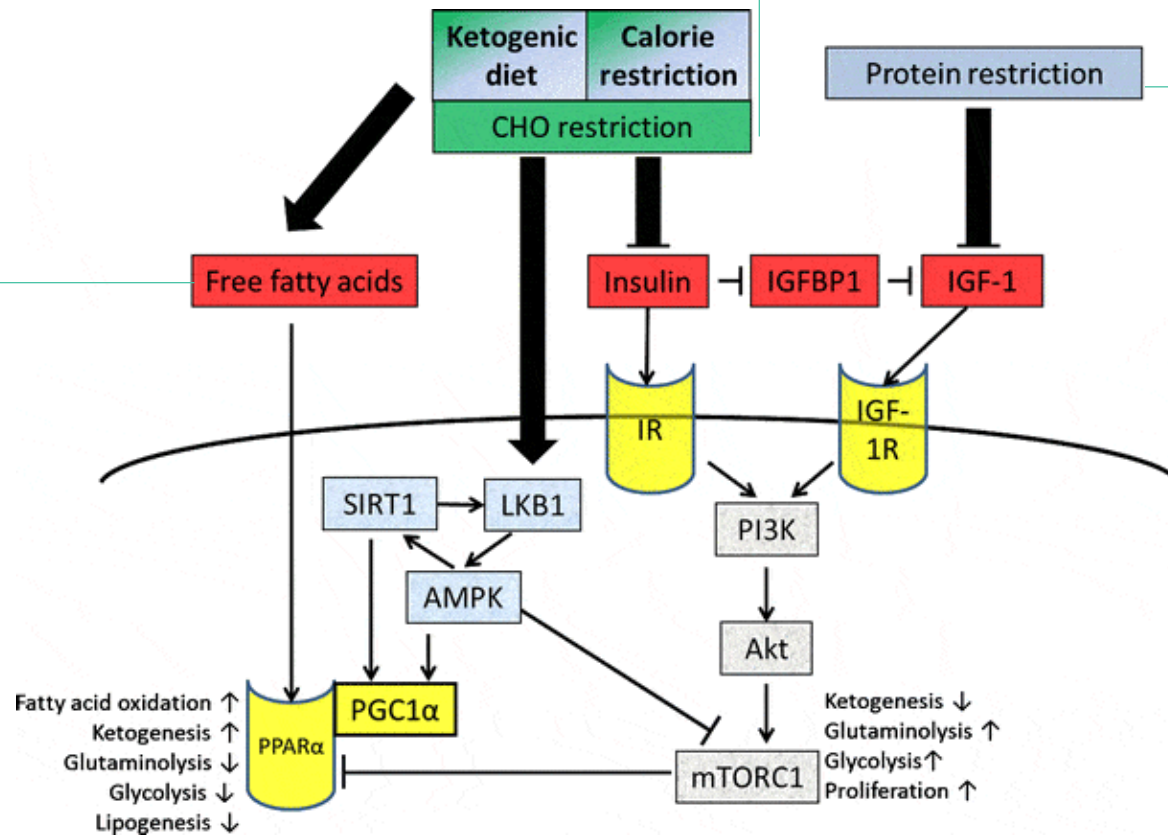 Ketogenic
diet
Calorie
restriction
CHO restriction
Protein restriction
Free fatty acids
Insulin
IGFBP1
IGF-1
IR
IGF-
1R
SIRT1
LKB1
PI3K
AMPK
Akt
PGC1α
PPARα
mTORC1
Fatty acid oxidation ↑
Ketogenesis ↑
Glutaminolysis ↓
Glycolysis ↓
Lipogenesis ↓
Ketogenesis ↓
Glutaminolysis ↑
Glycolysis↑
Proliferation ↑